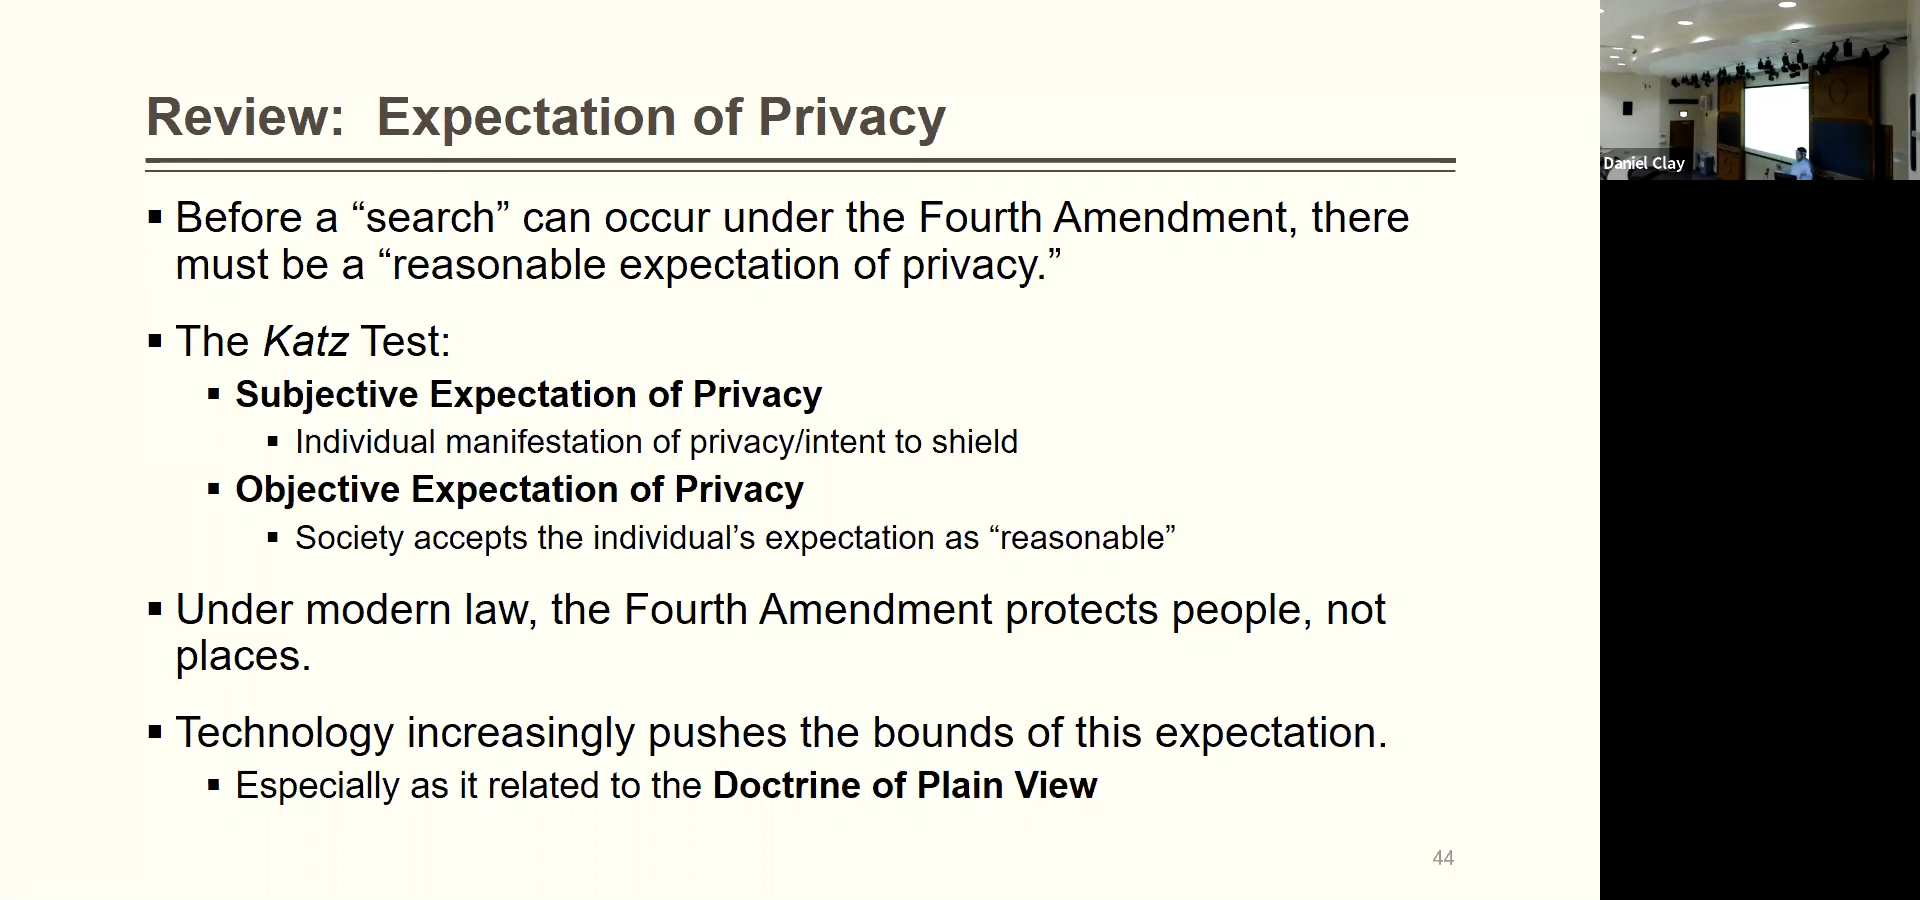 Review: Expectation of Privacy
▪ Before a “search” can occur under the Fourth Amendment, there
must be a “reasonable expectation of privacy.”
▪ The Katz Test:
▪ Subjective Expectation of Privacy
▪ Individual manifestation of privacy/intent to shield
▪ Objective Expectation of Privacy
▪ Society accepts the individual’s expectation as “reasonable”
▪ Under modern law, the Fourth Amendment protects people, not
places.
▪ Technology increasingly pushes the bounds of this expectation.
▪ Especially as it related to the Doctrine of Plain View
44
Daniel Clay